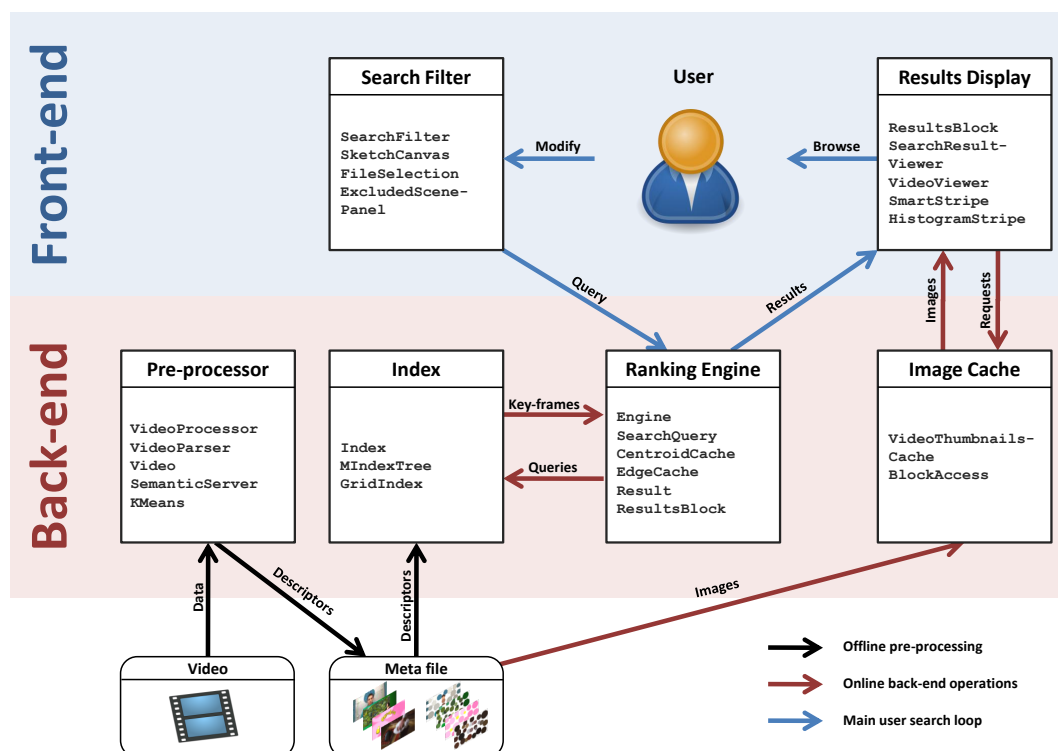 Front-end
Search Filter
SearchFilter
SketchCanvas
FileSelection
ExcludedScene-
Panel
Modify
User
Browse
Results Display
ResultsBlock
SearchResult-
Viewer
VideoViewer
SmartStripe
HistogramStripe
Query
Results
Images
Requests
Back-end
Pre-processor
VideoProcessor
VideoParser
Video
SemanticServer
KMeans
Index
Index
MIndexTree
GridIndex
Key-frames
Queries
Ranking Engine
Engine
SearchQuery
CentroidCache
EdgeCache
Result
ResultsBlock
Image Cache
VideoThumbnails-
Cache
BlockAccess
Data
Descriptors
Descriptors
Images
Video
Meta file
Offline pre-processing
Online back-end operations
Main user search loop